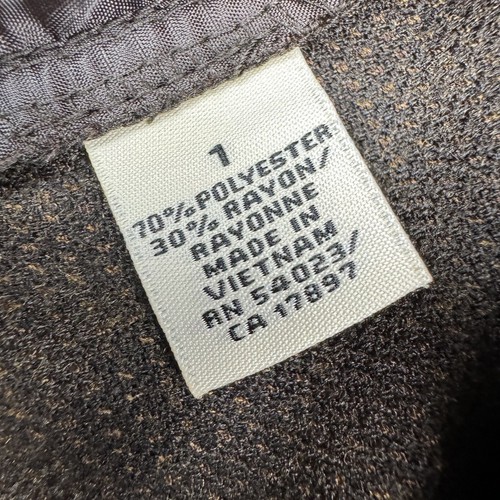 1
70% POLYESTER
30% RAYON/
RAYONNE
MADE IN
VIETNAM
RN 54023/
CA 17897